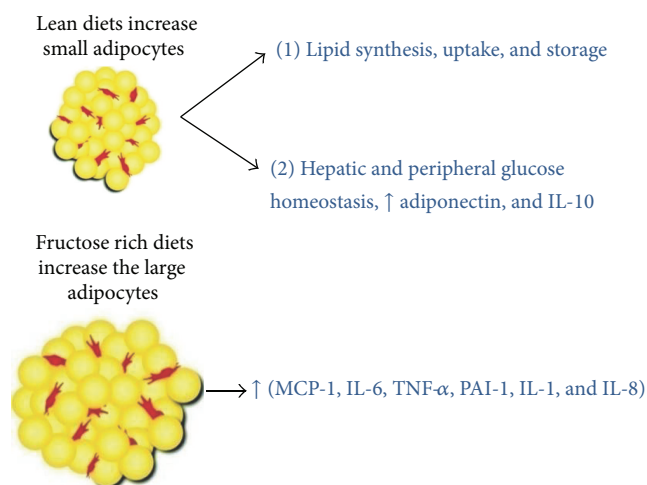 Lean diets increase
small adipocytes
(1) Lipid synthesis, uptake, and storage
(2) Hepatic and peripheral glucose
homeostasis, ↑ adiponectin, and IL-10
Fructose rich diets
increase the large
adipocytes
↑ (MCP-1, IL-6, TNF-α, PAI-1, IL-1, and IL-8)